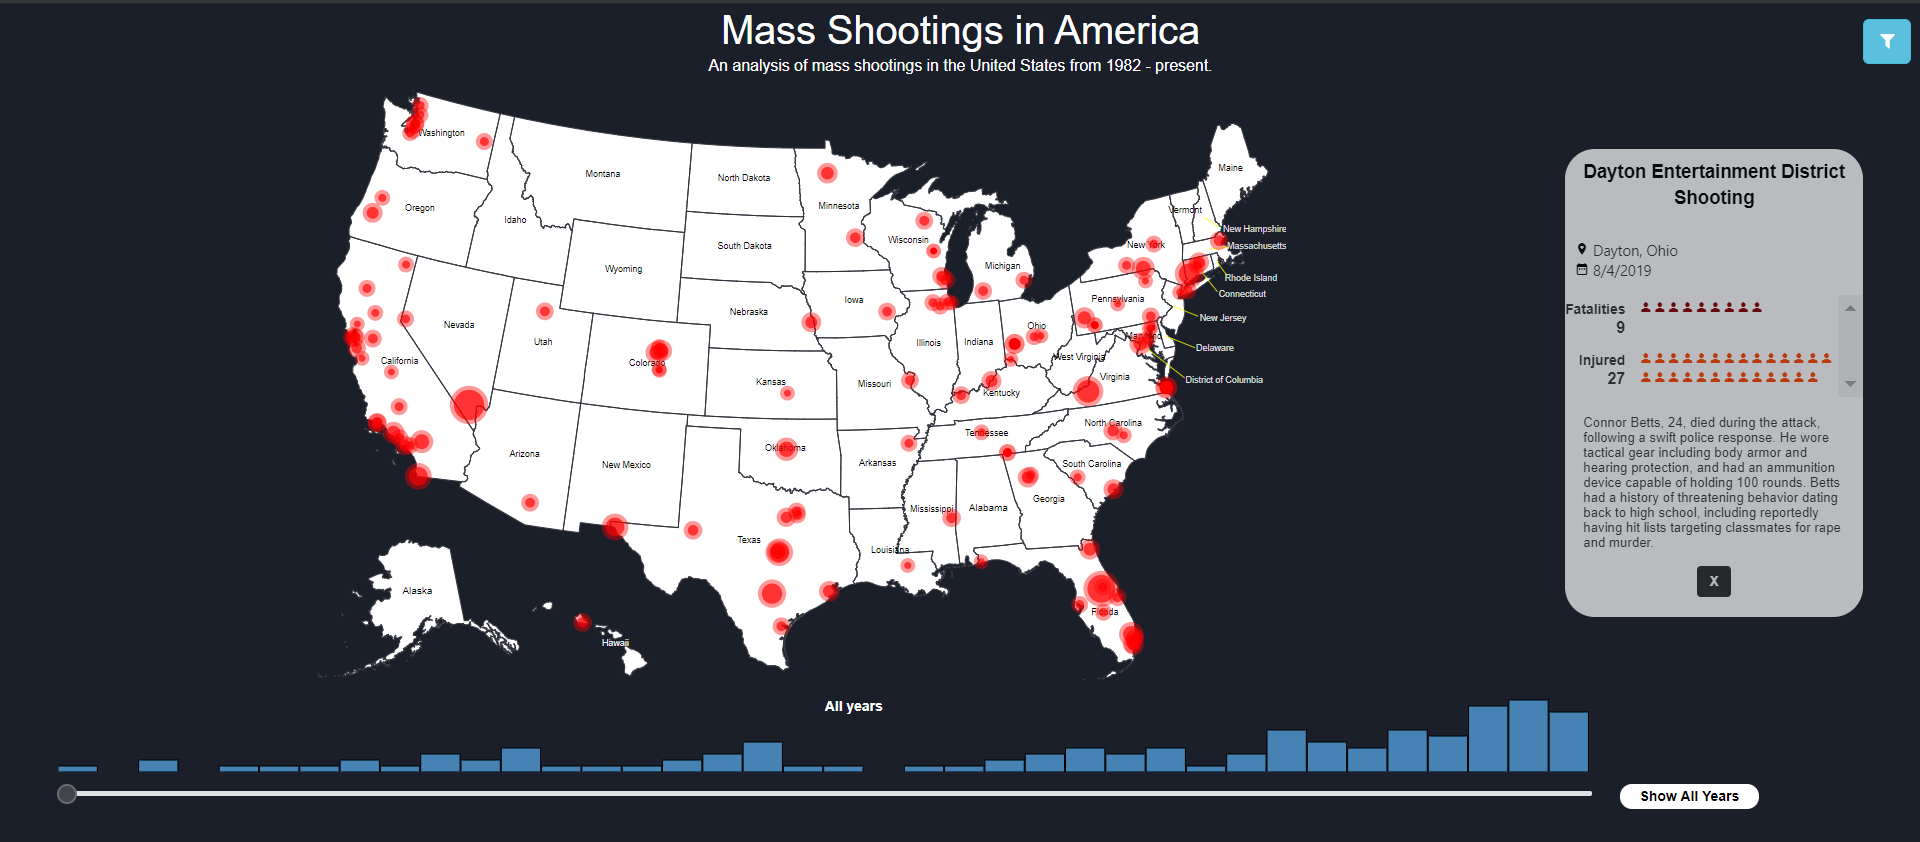 Mass Shootings in America
An analysis of mass shootings in the United States from 1982 - present.
Washington
Montana
North Dakota
Minnesota
Maine
Oregon
Idaho
Vermont
New Hampshire
South Dakota
Wisconsin
New York
Massachusetts
Wyoming
Michigan
Rhode Island
Connecticut
Iowa
Pennsylvania
Nebraska
New Jersey
Nevada
Ohio
Utah
Illinois
Indiana
Maryland
Delaware
California
Colorado
West Virginia
Virginia
District of Columbia
Kansas
Missouri
Kentucky
North Carolina
Tennessee
Oklahoma
Arizona
New Mexico
Arkansas
South Carolina
Georgia
Mississippi
Alabama
Texas
Louisiana
Alaska
Florida
Hawaii
Dayton Entertainment District
Shooting
Dayton, Ohio
8/4/2019
Fatalities
9
Injured
27
Connor Betts, 24, died during the attack,
following a swift police response. He wore
tactical gear including body armor and
hearing protection, and had an ammunition
device capable of holding 100 rounds. Betts
had a history of threatening behavior dating
back to high school, including reportedly
having hit lists targeting classmates for rape
and murder.
X
All years
Show All Years